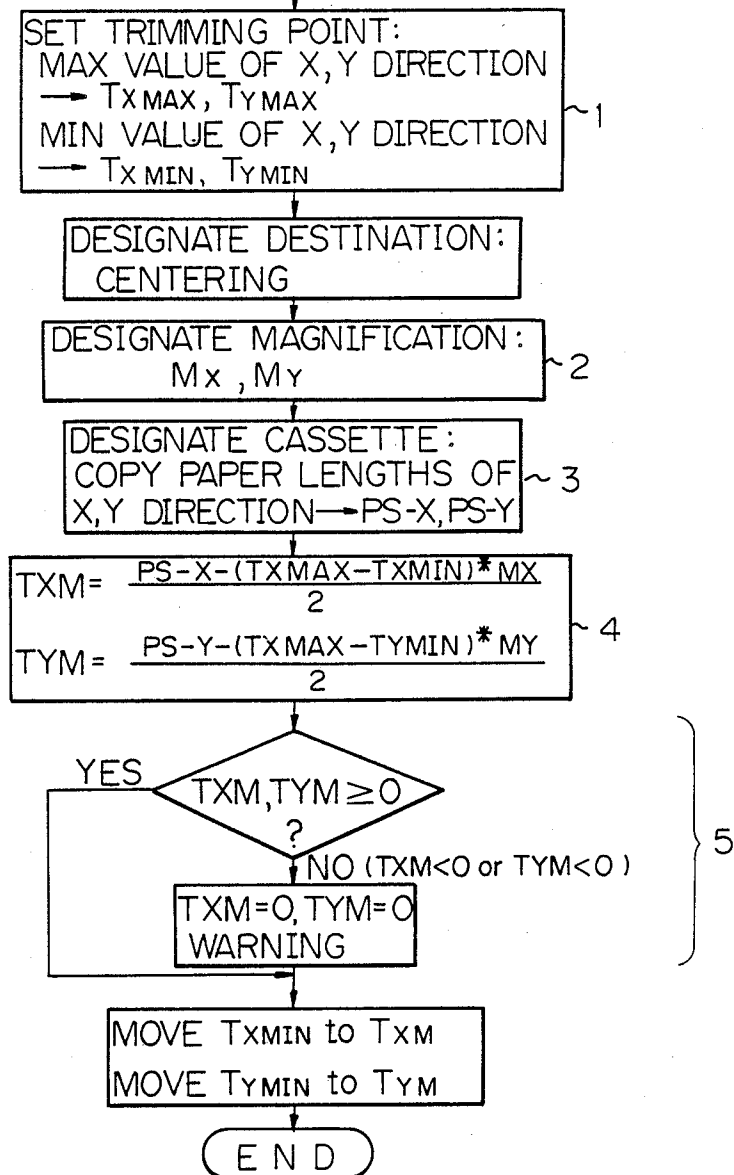 SET TRIMMING POINT:
MAX VALUE OF X,Y DIRECTION
→ TXMAX, TYMAX
MIN VALUE OF X,Y DIRECTION
→ TXMIN, TYMIN
1
DESIGNATE DESTINATION:
CENTERING
DESIGNATE MAGNIFICATION:
MX ,MY
2
DESIGNATE CASSETTE:
COPY PAPER LENGTHS OF
X,Y DIRECTION→PS-X,PS-Y
3
TXM= PS-X-(TXMAX-TXMIN)*MX
2
TYM= PS-Y-(TXMAX-TYMIN)*MY
2
4
YES
TXM,TYM≧0
?
5
NO (TXM<0 or TYM<0)
TXM=0,TYM=0
WARNING
MOVE TXMIN to TXM
MOVE TYMIN to TYM
END